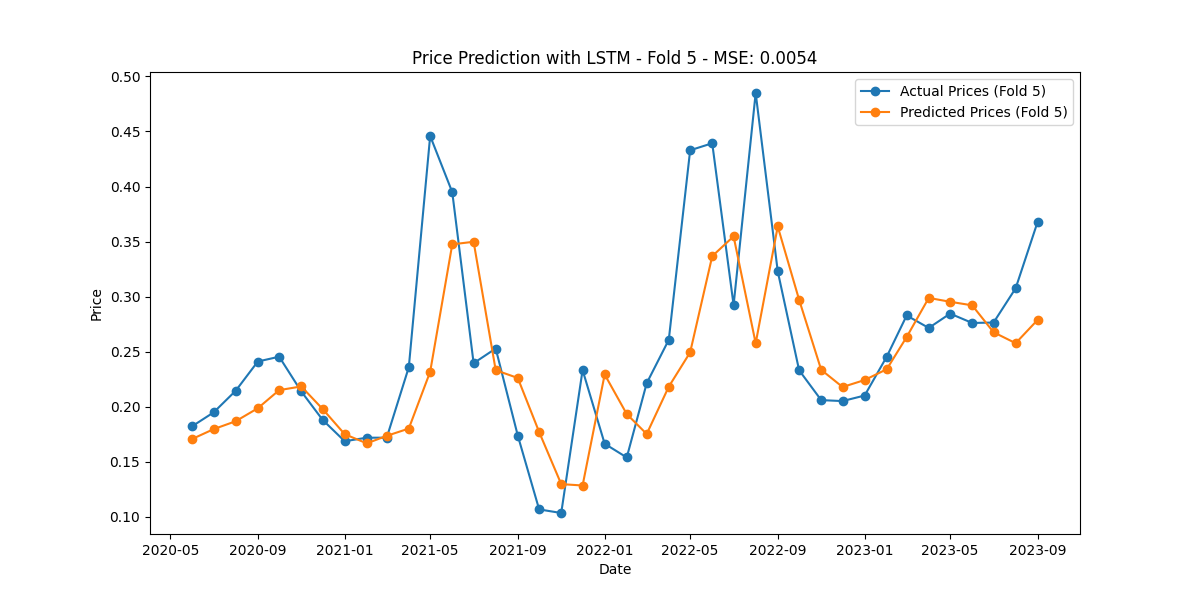 Price Prediction with LSTM - Fold 5 - MSE: 0.0054
Actual Prices (Fold 5)
Predicted Prices (Fold 5)
Price
0.50
0.45
0.40
0.35
0.30
0.25
0.20
0.15
0.10
2020-05 2020-09 2021-01 2021-05 2021-09 2022-01 2022-05 2022-09 2023-01 2023-05 2023-09
Date